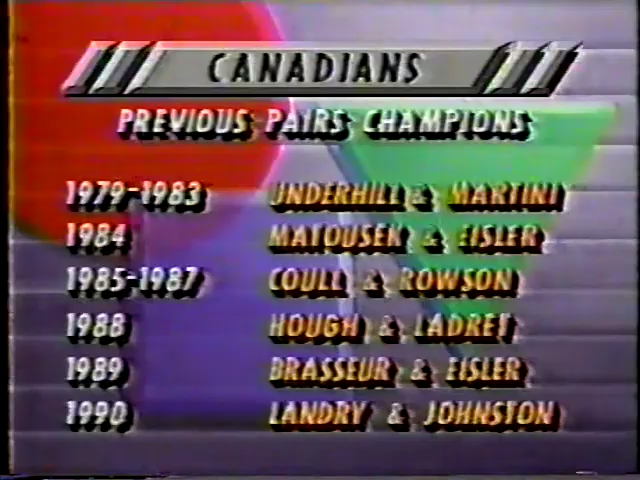 CANADIANS
PREVIOUS PAIRS CHAMPIONS
1979-1983 UNDERHILL & MARTINI
1984 MATOUSEK & EISLER
1985-1987 COULL & ROWSON
1988 HOUGH & LADRET
1989 BRASSEUR & EISLER
1990 LANDRY & JOHNSTON